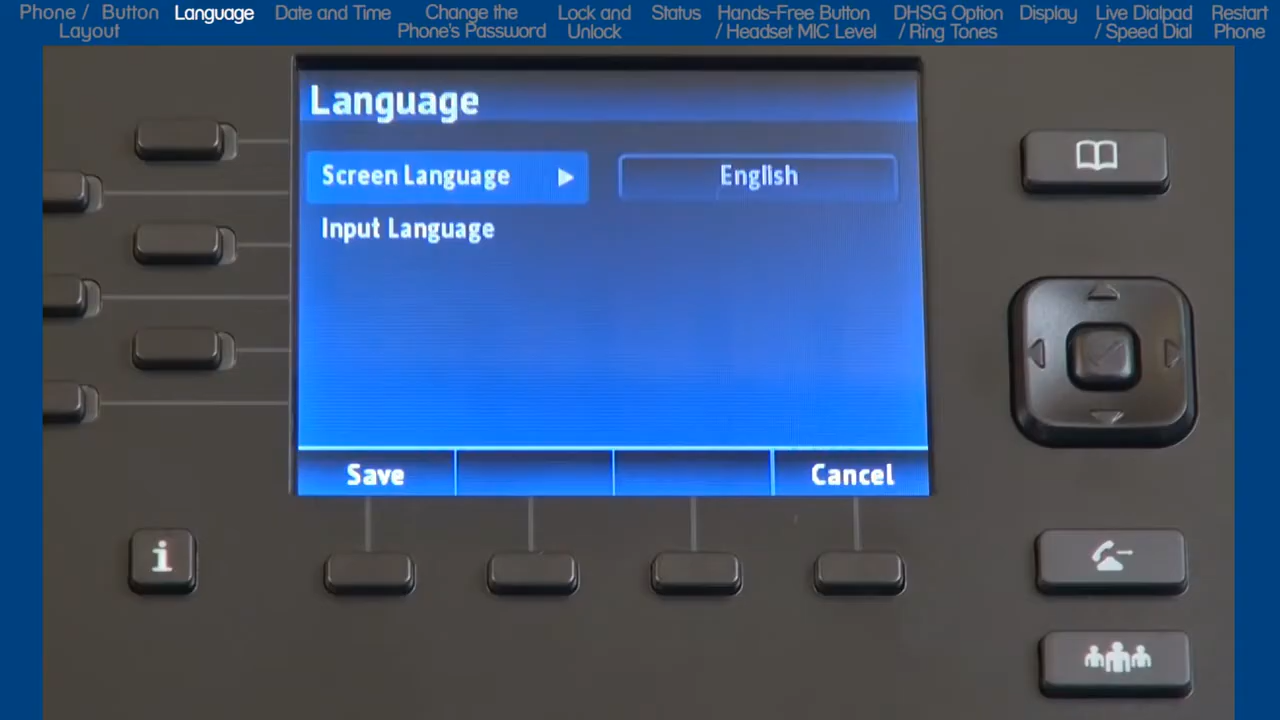 Phone / Button Layout
Language
Date and Time
Change the Phone's Password
Lock and Unlock
Status
Hands-Free Button / Headset MIC Level
DHSG Option / Ring Tones
Display
Live Dialpad / Speed Dial
Restart Phone
Language
Screen Language
English
Input Language
Save
Cancel
i